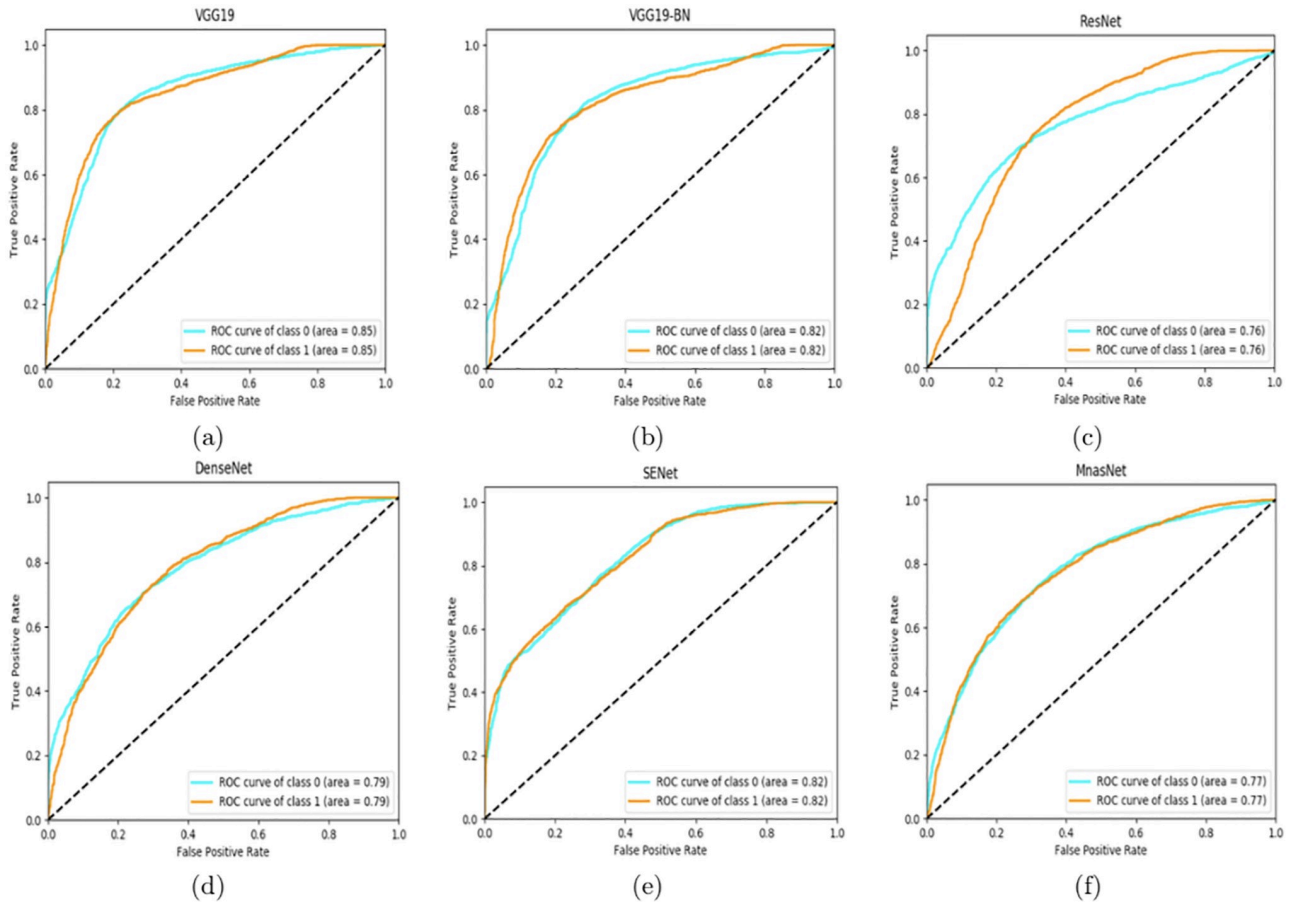 VGG19
1.0
0.8
0.6
0.4
0.2
0.0
True Positive Rate
ROC curve of class 0 (area = 0.85)
ROC curve of class 1 (area = 0.85)
0.0 0.2 0.4 0.6 0.8 1.0
False Positive Rate
(a)
VGG19-BN
1.0
0.8
0.6
0.4
0.2
0.0
True Positive Rate
ROC curve of class 0 (area = 0.82)
ROC curve of class 1 (area = 0.82)
0.0 0.2 0.4 0.6 0.8 1.0
False Positive Rate
(b)
ResNet
1.0
0.8
0.6
0.4
0.2
0.0
True Positive Rate
ROC curve of class 0 (area = 0.76)
ROC curve of class 1 (area = 0.76)
0.0 0.2 0.4 0.6 0.8 1.0
False Positive Rate
(c)
DenseNet
1.0
0.8
0.6
0.4
0.2
0.0
True Positive Rate
ROC curve of class 0 (area = 0.79)
ROC curve of class 1 (area = 0.79)
0.0 0.2 0.4 0.6 0.8 1.0
False Positive Rate
(d)
SENet
1.0
0.8
0.6
0.4
0.2
0.0
True Positive Rate
ROC curve of class 0 (area = 0.82)
ROC curve of class 1 (area = 0.82)
0.0 0.2 0.4 0.6 0.8 1.0
False Positive Rate
(e)
MnasNet
1.0
0.8
0.6
0.4
0.2
0.0
True Positive Rate
ROC curve of class 0 (area = 0.77)
ROC curve of class 1 (area = 0.77)
0.0 0.2 0.4 0.6 0.8 1.0
False Positive Rate
(f)